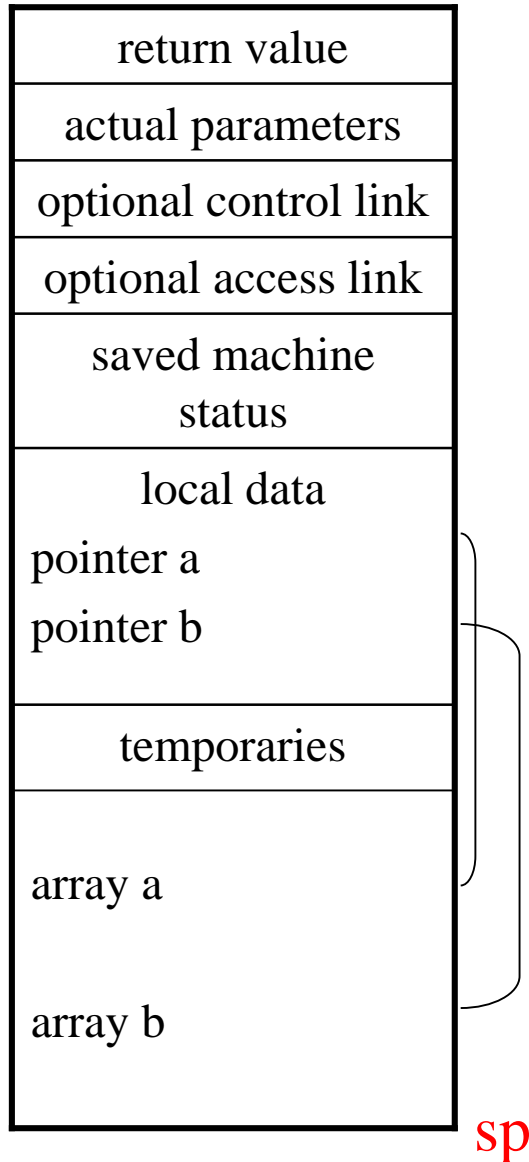 return value
actual parameters
optional control link
optional access link
saved machine
status
local data
pointer a
pointer b
temporaries
array a
array b
sp